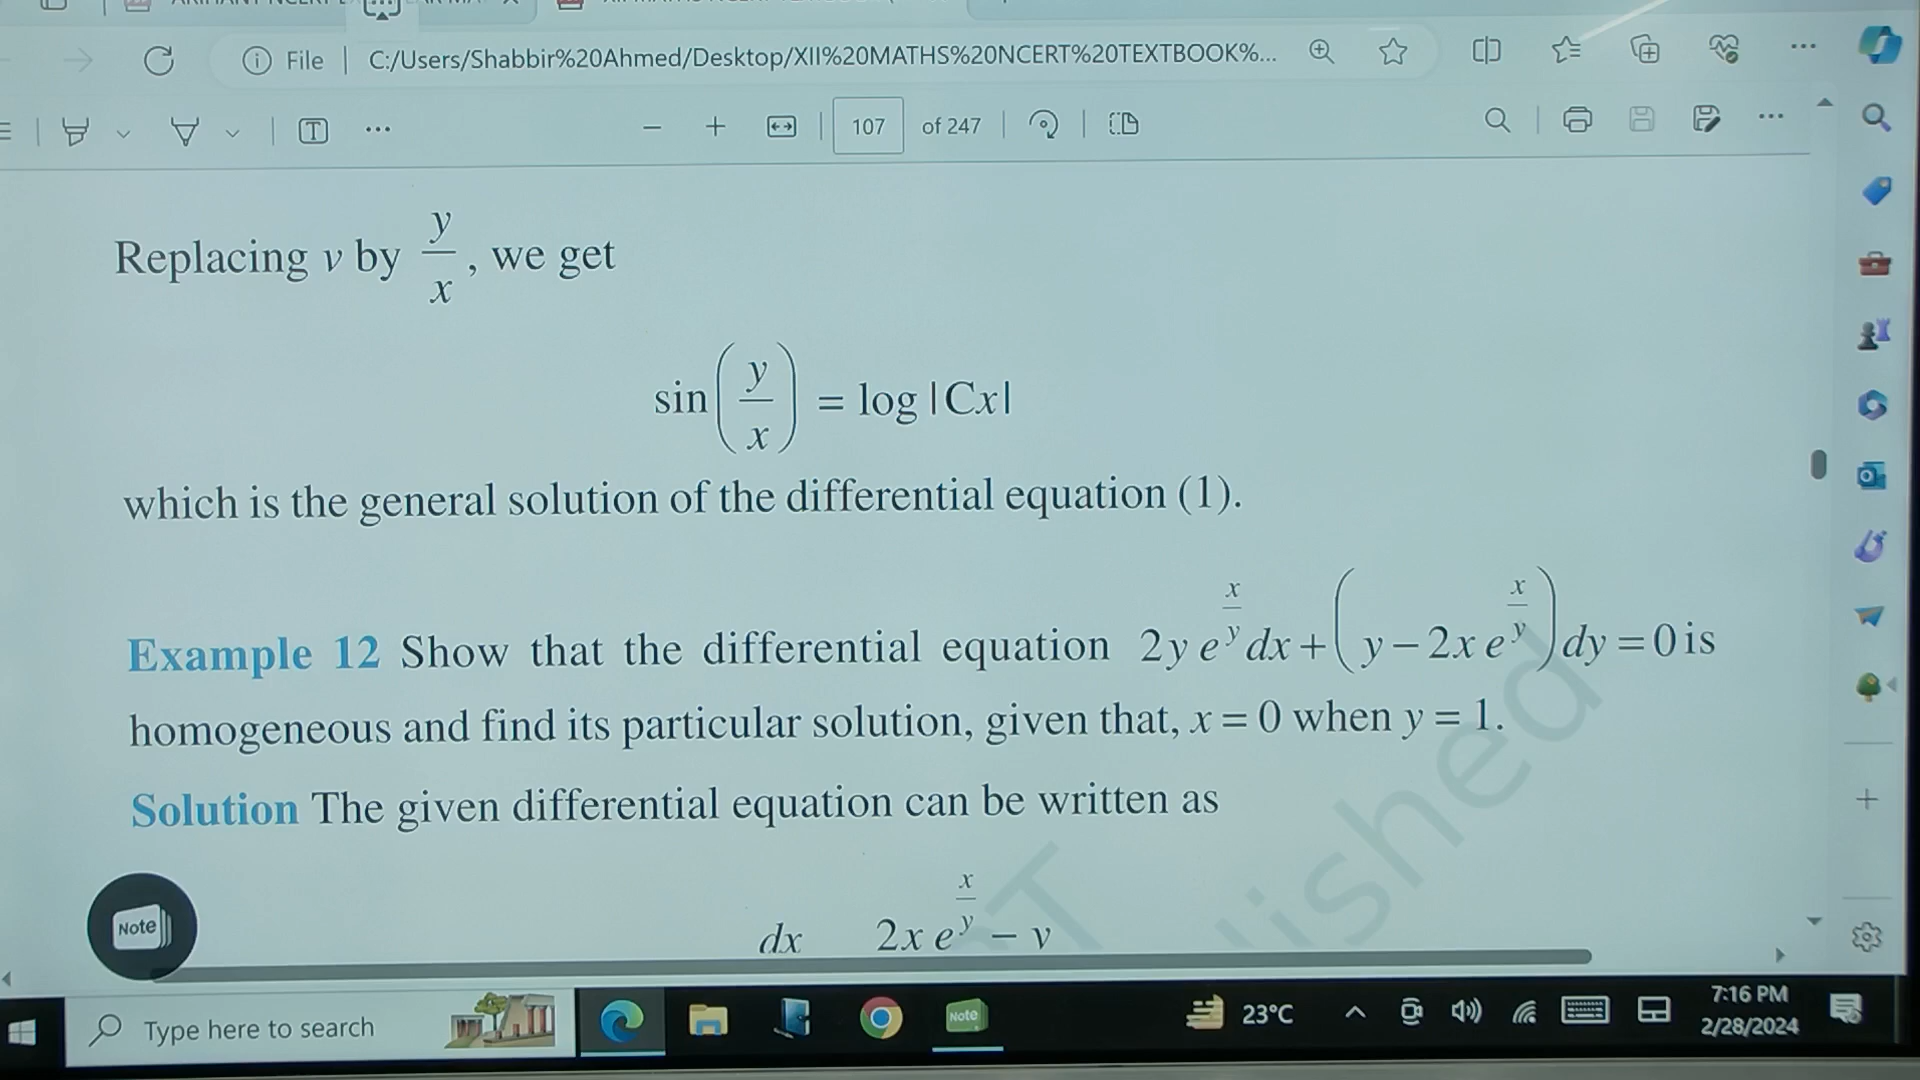 File | C:/Users/Shabbir%20Ahmed/Desktop/XII%20MATHS%20NCERT%20TEXTBOOK%...
107 of 247
Replacing v by y/x, we get
sin(y/x) = log |Cx|
which is the general solution of the differential equation (1).
Example 12 Show that the differential equation 2y e^(x/y) dx + (y − 2x e^(x/y)) dy = 0 is
homogeneous and find its particular solution, given that, x = 0 when y = 1.
Solution The given differential equation can be written as
dx 2x e^(x/y) − y
Note
Type here to search
Note
23°C
7:16 PM
2/28/2024